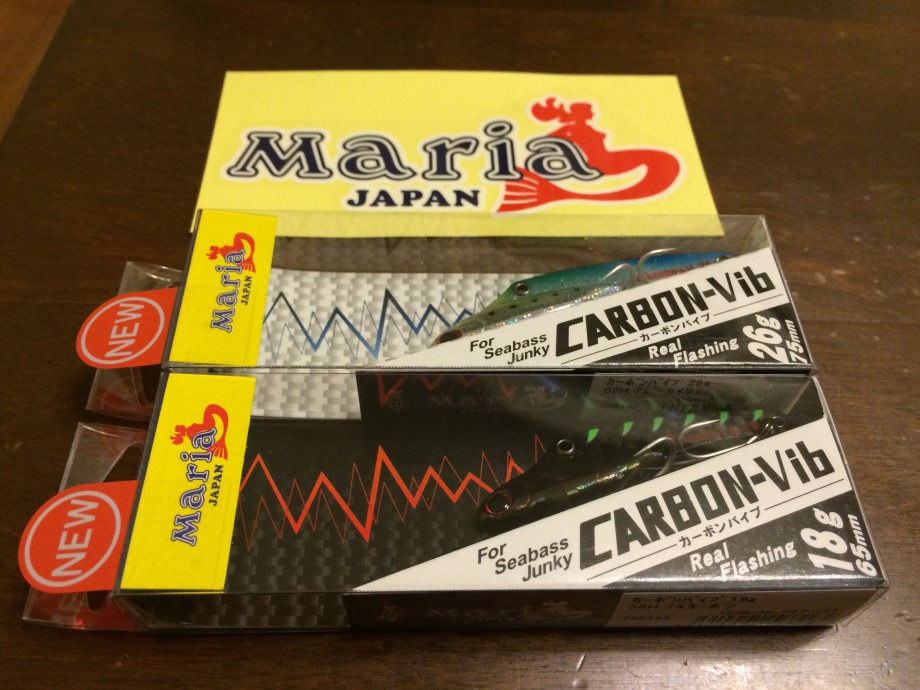 Maria
JAPAN
Maria
JAPAN
NEW
For
Seabass
Junky
CARBON-Vib
カーボンバイブ
Real
Flashing
26g
75mm
Maria
JAPAN
NEW
For
Seabass
Junky
CARBON-Vib
カーボンバイブ
Real
Flashing
18g
65mm
カーボンバイブ 26g
カーボンバイブ 18g